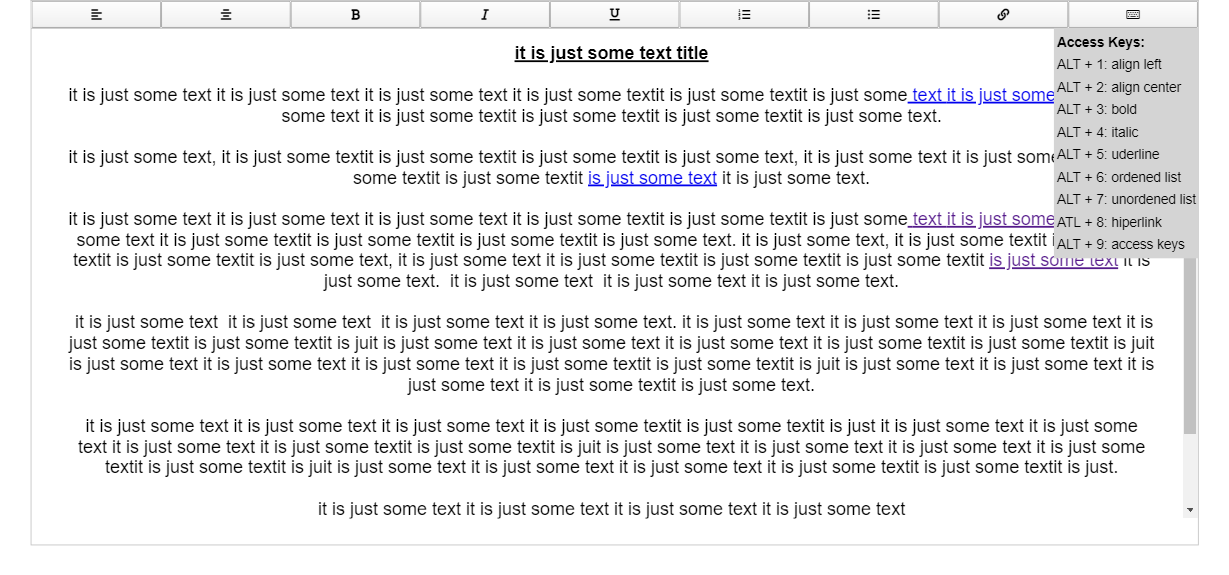 B
I
U
it is just some text title
Access Keys:
ALT + 1: align left
ALT + 2: align center
ALT + 3: bold
ALT + 4: italic
ALT + 5: uderline
ALT + 6: ordened list
ALT + 7: unordened list
ATL + 8: hiperlink
ALT + 9: access keys
it is just some text it is just some text it is just some text it is just some textit is just some textit is just some text it is just some
some text it is just some textit is just some textit is just some textit is just some text.
it is just some text, it is just some textit is just some textit is just some textit is just some text, it is just some text it is just some
some textit is just some textit is just some text it is just some text.
it is just some text it is just some text it is just some text it is just some textit is just some textit is just some text it is just some
some text it is just some textit is just some textit is just some textit is just some text. it is just some text, it is just some textit
textit is just some textit is just some text, it is just some text it is just some textit is just some textit is just some textit is just some text it is
just some text.  it is just some text  it is just some text it is just some text.
it is just some text  it is just some text  it is just some text it is just some text. it is just some text it is just some text it is just some text it is
just some textit is just some textit is juit is just some text it is just some text it is just some text it is just some textit is just some textit is juit
is just some text it is just some text it is just some text it is just some textit is just some textit is juit is just some text it is just some text it is
just some text it is just some textit is just some text.
it is just some text it is just some text it is just some text it is just some textit is just some textit is just it is just some text it is just some
text it is just some text it is just some textit is just some textit is juit is just some text it is just some text it is just some text it is just some
textit is just some textit is juit is just some text it is just some text it is just some text it is just some textit is just some textit is just.
it is just some text it is just some text it is just some text it is just some text